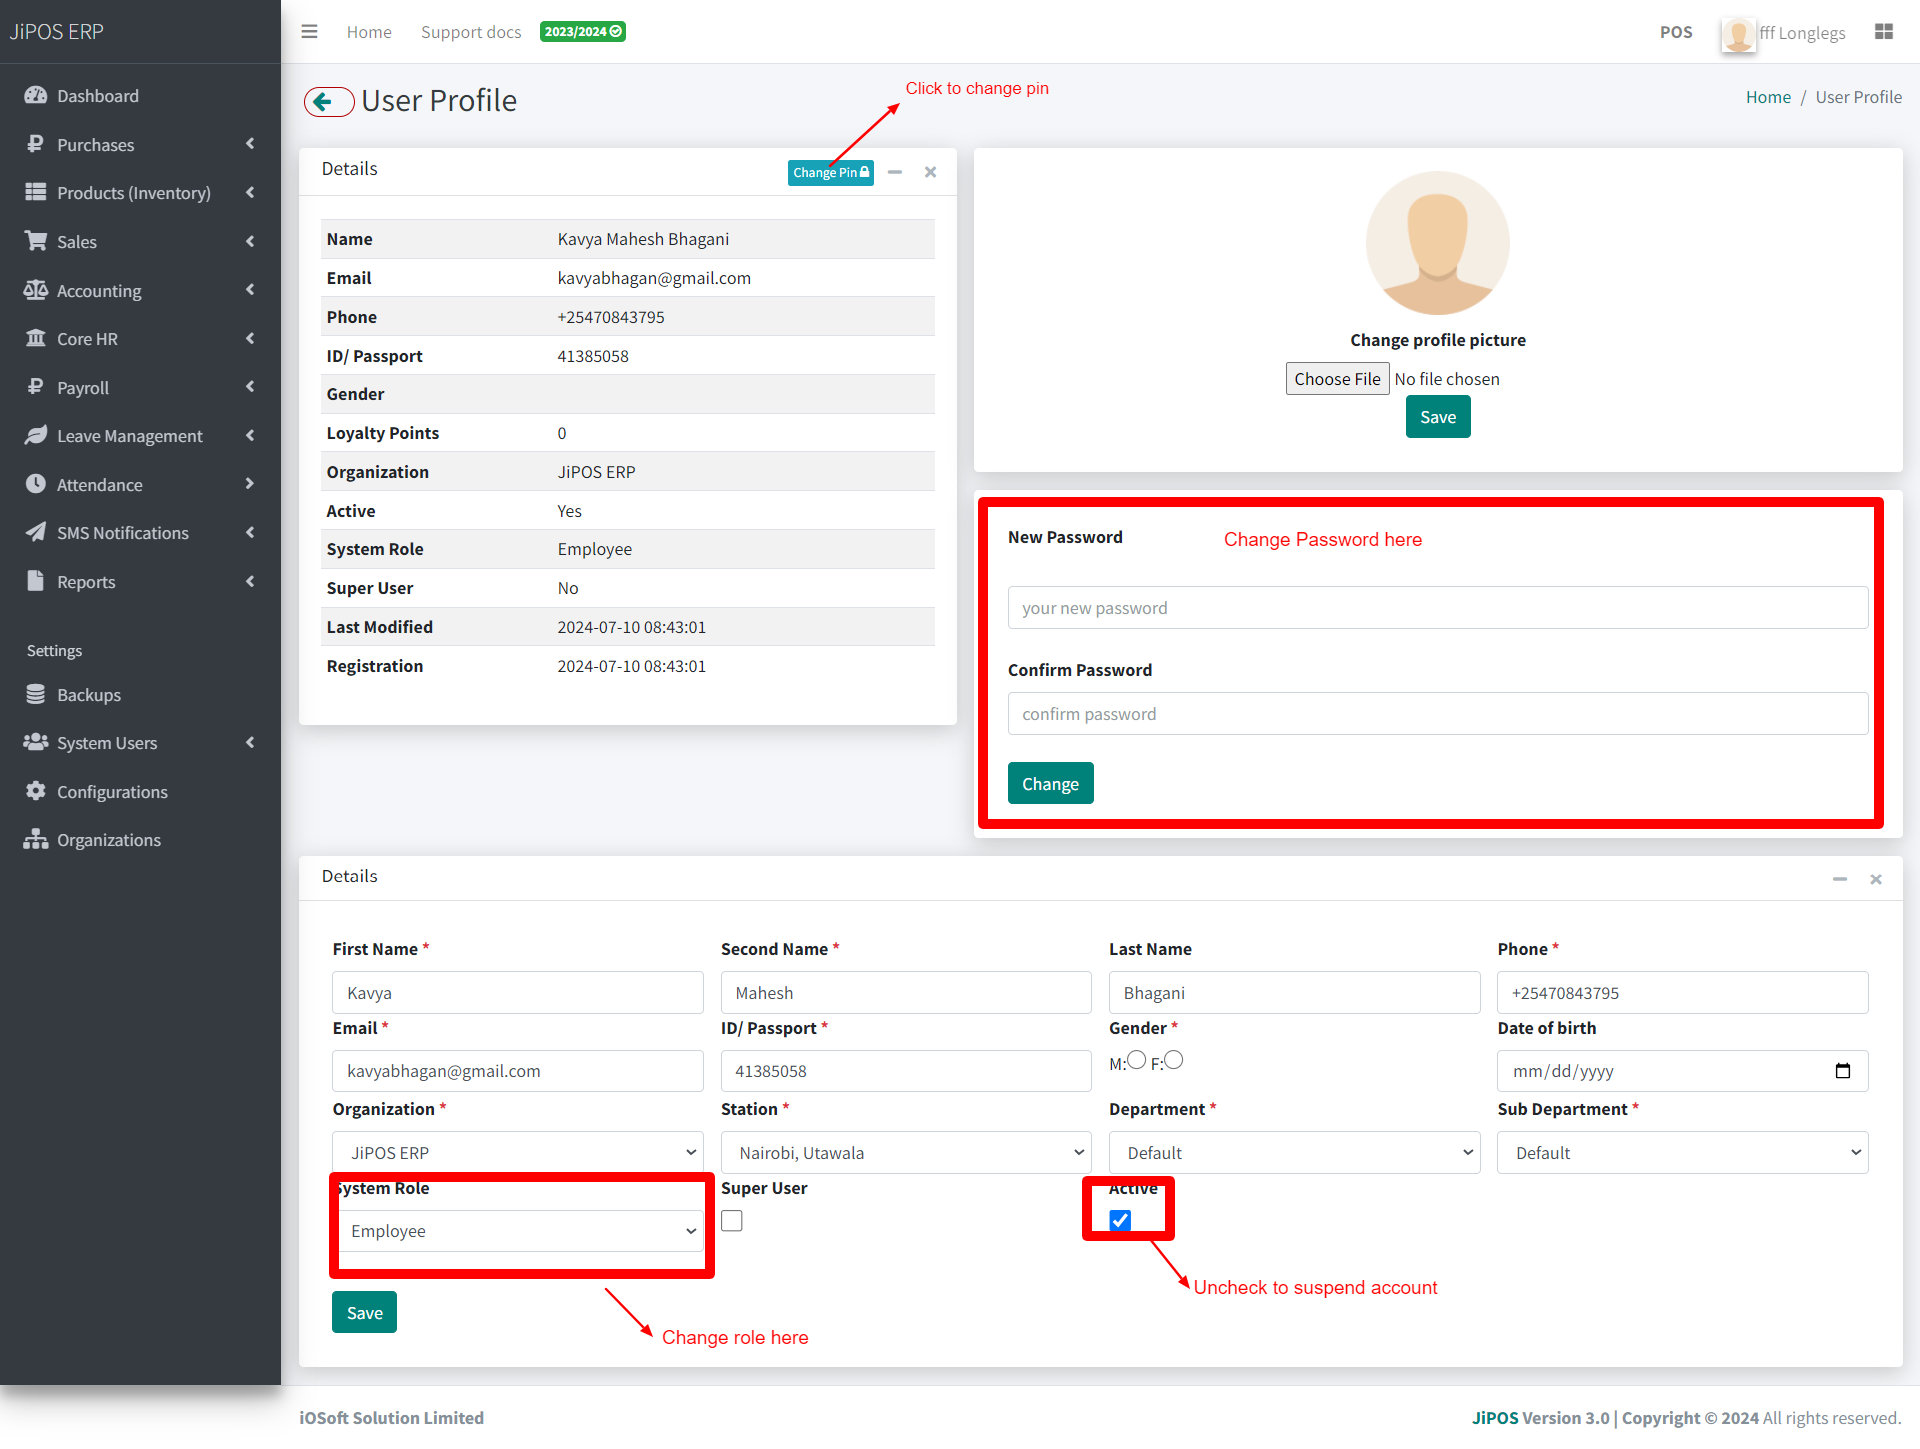 JiPOS ERP
Home
Support docs
2023/2024
POS
fff Longlegs
Dashboard
Purchases
Products (Inventory)
Sales
Accounting
Core HR
Payroll
Leave Management
Attendance
SMS Notifications
Reports
Settings
Backups
System Users
Configurations
Organizations
User Profile
Click to change pin
Home / User Profile
Details
Change Pin
Name Kavya Mahesh Bhagani
Email kavyabhagan@gmail.com
Phone +25470843795
ID/ Passport 41385058
Gender
Loyalty Points 0
Organization JiPOS ERP
Active Yes
System Role Employee
Super User No
Last Modified 2024-07-10 08:43:01
Registration 2024-07-10 08:43:01
Change profile picture
Choose File No file chosen
Save
New Password
Change Password here
your new password
Confirm Password
confirm password
Change
Details
First Name * Second Name * Last Name Phone *
Kavya Mahesh Bhagani +25470843795
Email * ID/ Passport * Gender * Date of birth
kavyabhagan@gmail.com 41385058 M: F: mm/dd/yyyy
Organization * Station * Department * Sub Department *
JiPOS ERP Nairobi, Utawala Default Default
System Role Super User Active
Employee
Uncheck to suspend account
Save
Change role here
iOSoft Solution Limited
JiPOS Version 3.0 | Copyright © 2024 All rights reserved.